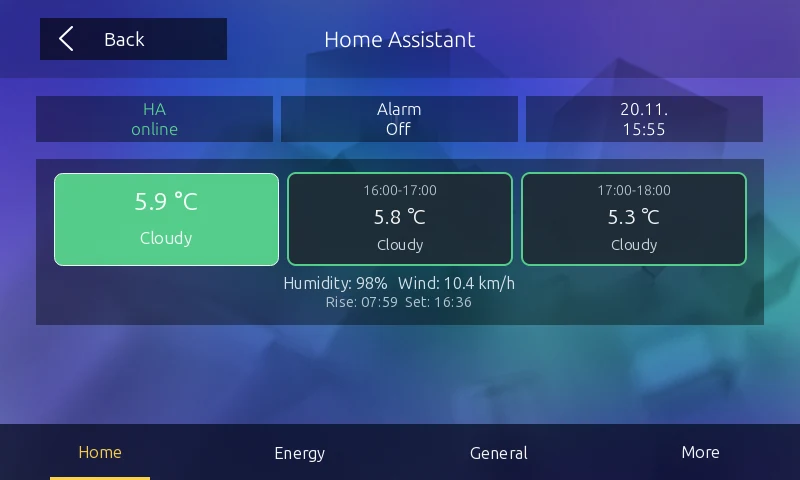 Back
Home Assistant
HA
online
Alarm
Off
20.11.
15:55
5.9 °C
Cloudy
16:00-17:00
5.8 °C
Cloudy
17:00-18:00
5.3 °C
Cloudy
Humidity: 98% Wind: 10.4 km/h
Rise: 07:59 Set: 16:36
Home
Energy
General
More